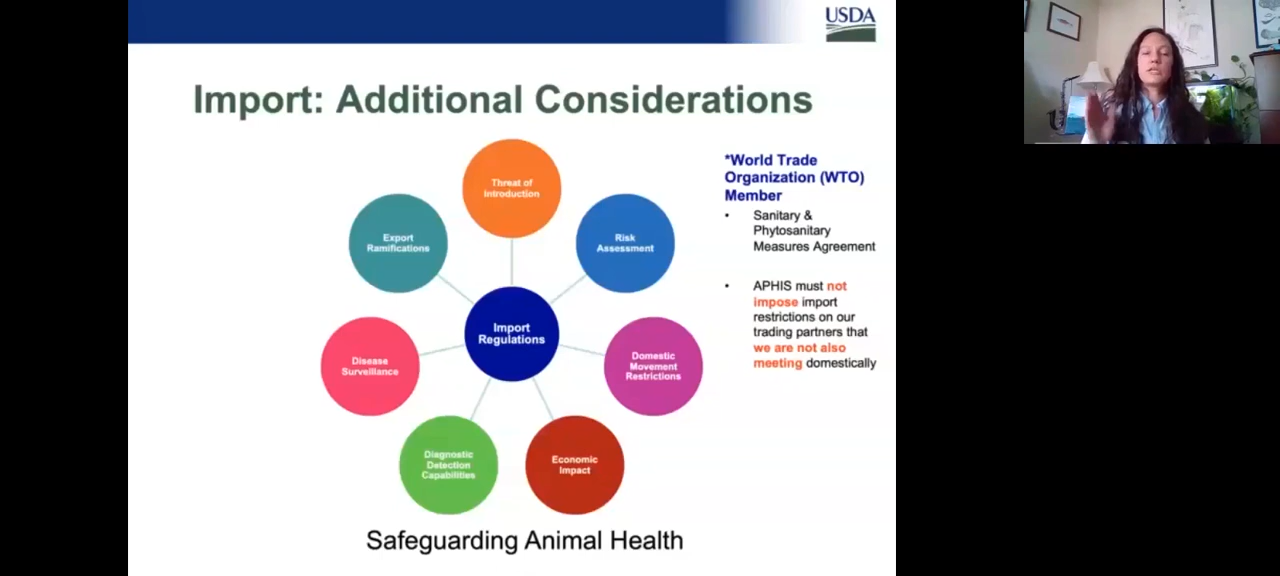 USDA
Import: Additional Considerations
Threat of
Introduction
Risk
Assessment
Domestic
Movement
Restrictions
Economic
Impact
Diagnostic
Detection
Capabilities
Disease
Surveillance
Export
Ramifications
Import
Regulations
*World Trade
Organization (WTO)
Member
• Sanitary &
Phytosanitary
Measures Agreement
• APHIS must not
impose import
restrictions on our
trading partners that
we are not also
meeting domestically
Safeguarding Animal Health